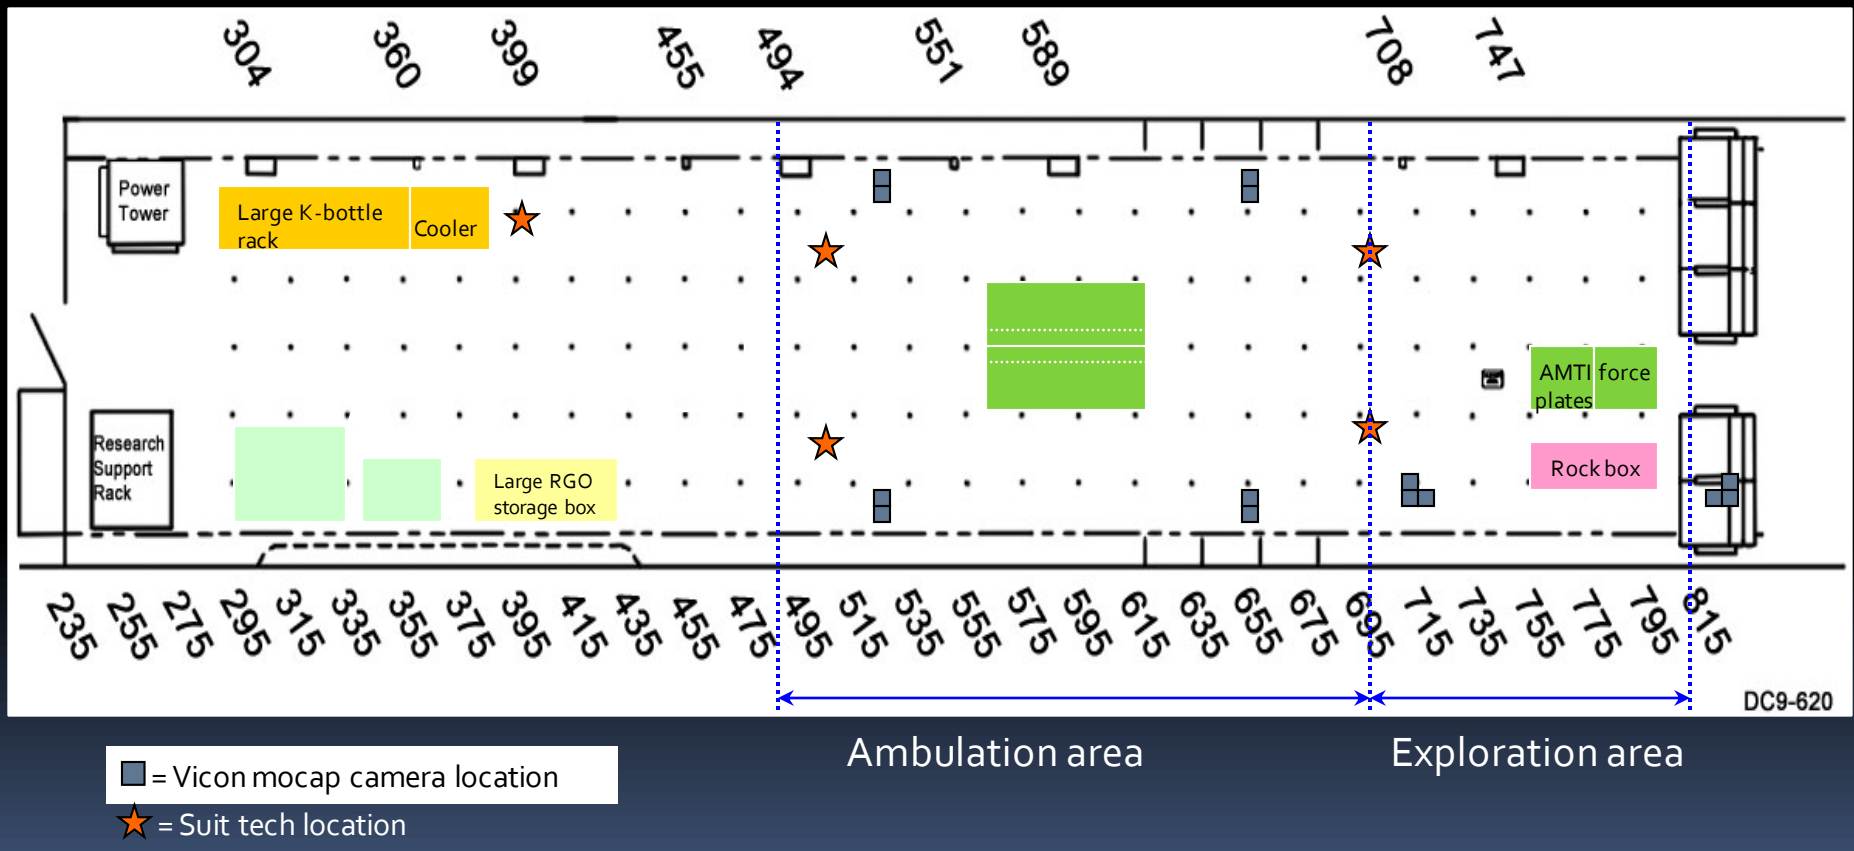 304 360 399 455 494 551 589 708 747
Power
Tower
Large K-bottle
rack
Cooler
AMTI force
plates
Research
Support
Rack
Large RGO
storage box
Rock box
235 255 275 295 315 335 355 375 395 415 435 455 475 495 515 535 555 575 595 615 635 655 675 695 715 735 755 775 795 815
DC9-620
Ambulation area
Exploration area
= Vicon mocap camera location
= Suit tech location